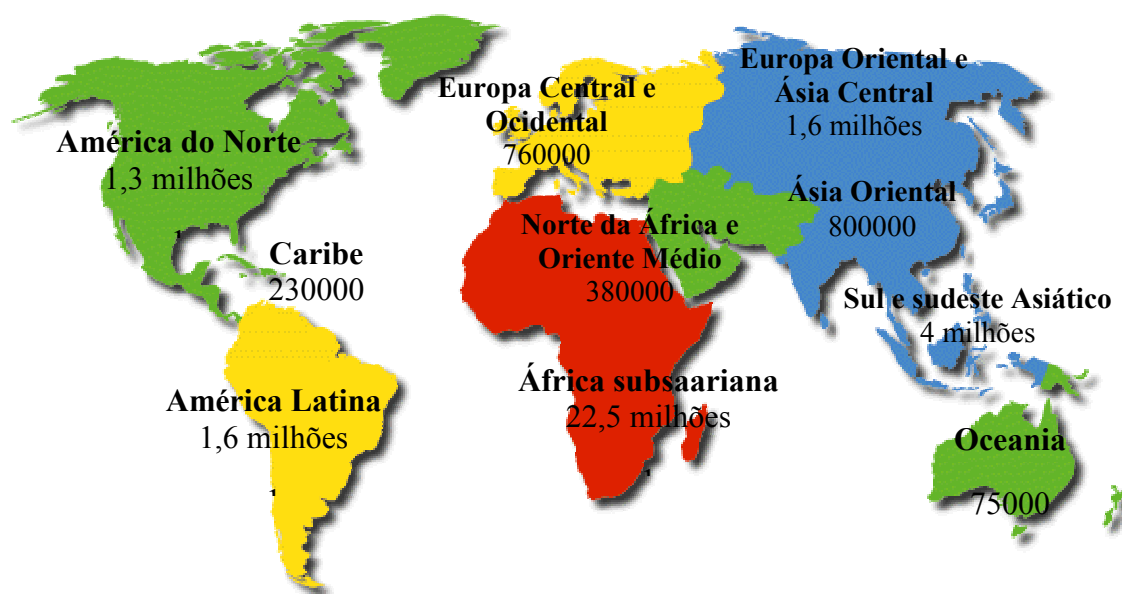 América do Norte
1,3 milhões
Caribe
230000
América Latina
1,6 milhões
Europa Central e
Ocidental
760000
Norte da África e
Oriente Médio
380000
África subsaariana
22,5 milhões
Europa Oriental e
Ásia Central
1,6 milhões
Ásia Oriental
800000
Sul e sudeste Asiático
4 milhões
Oceania
75000